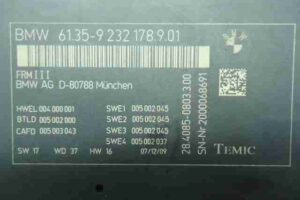 BMW 61.35-9 232 178 9.01
FRM III
BMW AG D-80788 München
HWEL 004 000 001
BTLD 005 002 000
CAFD 005 003 043
SWE1 005 002 045
SWE2 005 002 045
SWE3 005 002 045
SWE4 005 002 037
SW 17 WD 37 HW 16 07/12/09
28.4085-0803 3.00
SN-Nr 2000068691
TEMIC